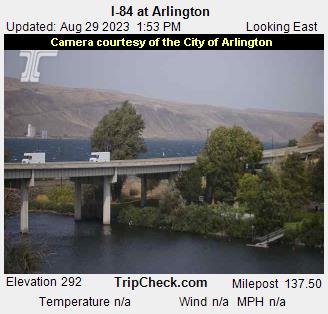 I-84 at Arlington
Updated: Aug 29 2023 1:53 PM Looking East
Camera courtesy of the City of Arlington
Elevation 292 TripCheck.com Milepost 137.50
Temperature n/a Wind n/a MPH n/a